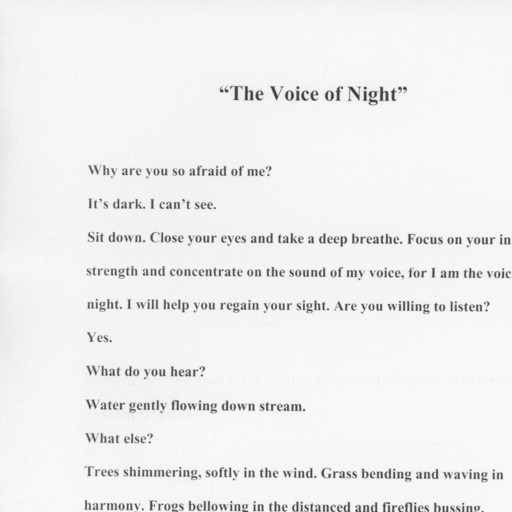 “The Voice of Night”
Why are you so afraid of me?
It’s dark. I can’t see.
Sit down. Close your eyes and take a deep breathe. Focus on your in
strength and concentrate on the sound of my voice, for I am the voic
night. I will help you regain your sight. Are you willing to listen?
Yes.
What do you hear?
Water gently flowing down stream.
What else?
Trees shimmering, softly in the wind. Grass bending and waving in
harmony. Frogs bellowing in the distanced and fireflies bussing.